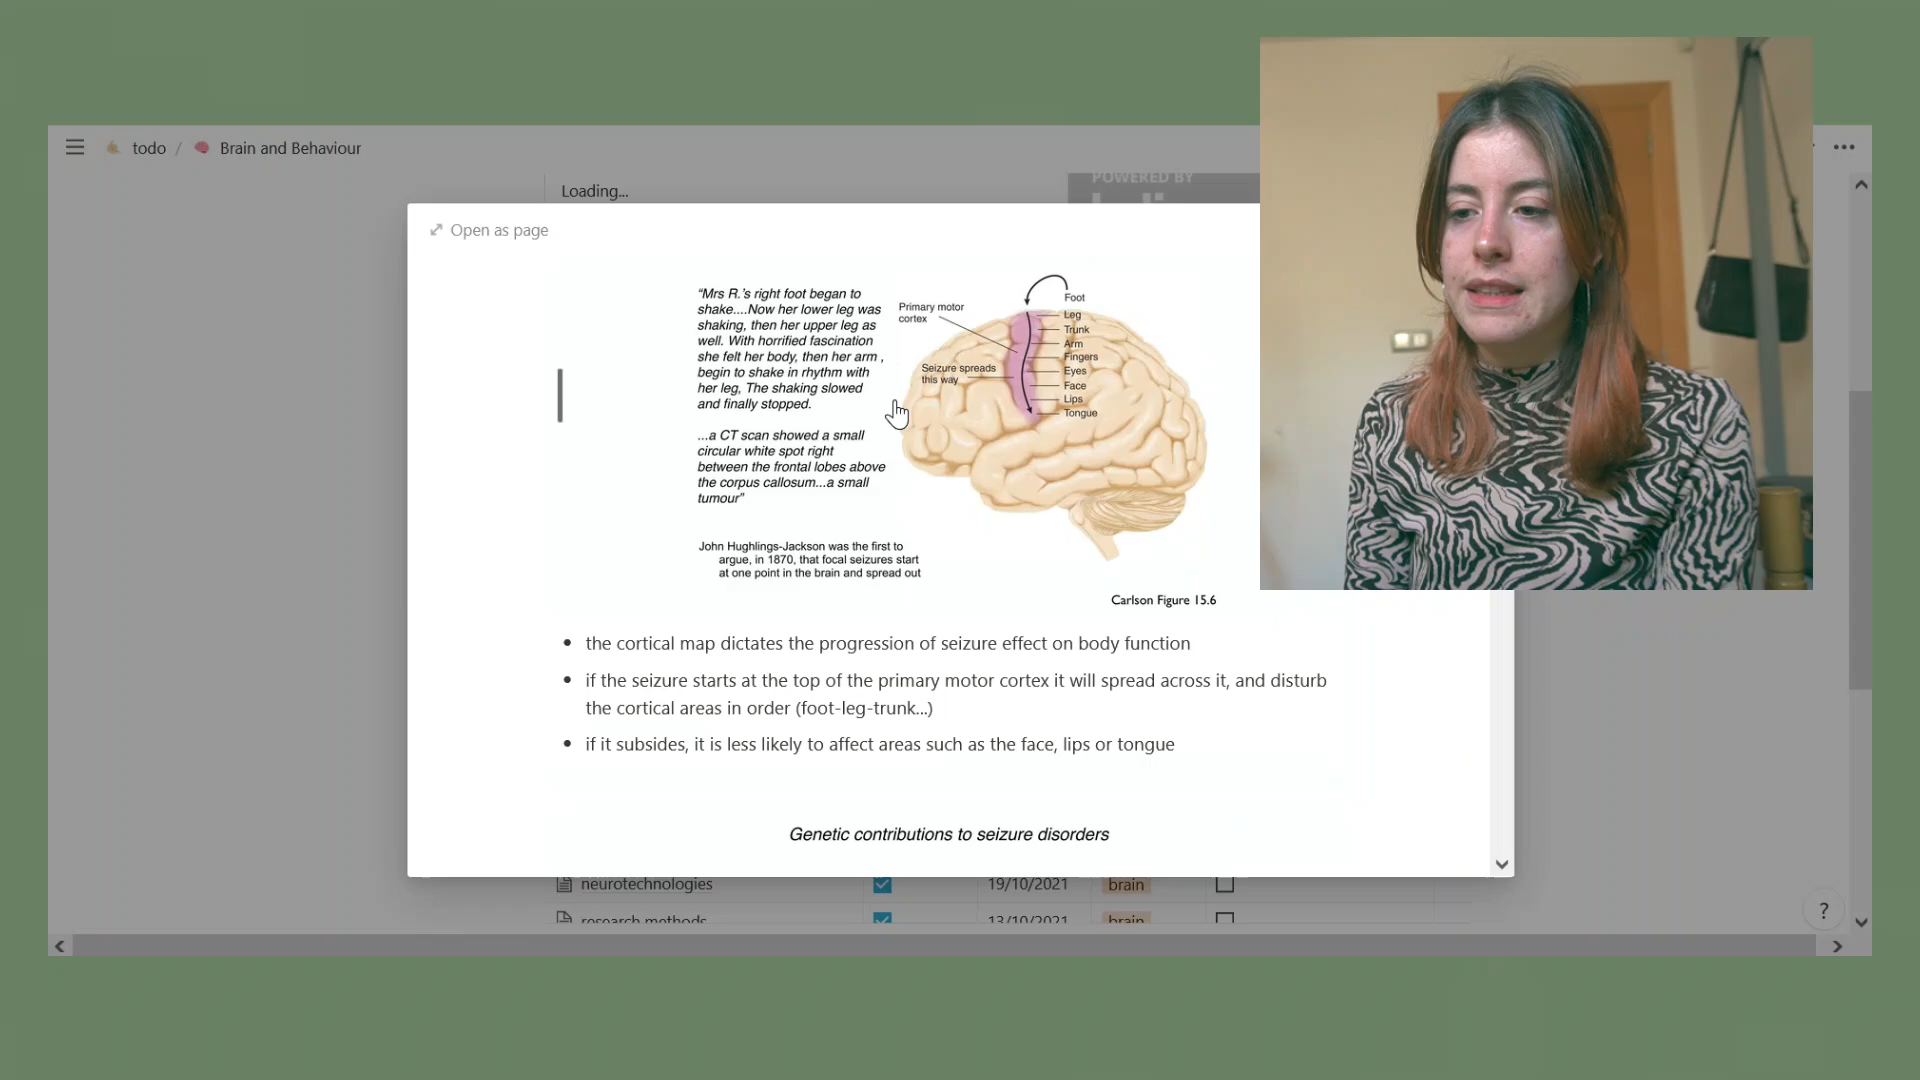 todo / Brain and Behaviour
Loading...
POWERED BY
Open as page
“Mrs R.’s right foot began to
shake....Now her lower leg was
shaking, then her upper leg as
well. With horrified fascination
she felt her body, then her arm ,
begin to shake in rhythm with
her leg, The shaking slowed
and finally stopped.
...a CT scan showed a small
circular white spot right
between the frontal lobes above
the corpus callosum...a small
tumour”
John Hughlings-Jackson was the first to
argue, in 1870, that focal seizures start
at one point in the brain and spread out
Primary motor
cortex
Seizure spreads
this way
Foot
Leg
Trunk
Arm
Fingers
Eyes
Face
Lips
Tongue
Carlson Figure 15.6
• the cortical map dictates the progression of seizure effect on body function
• if the seizure starts at the top of the primary motor cortex it will spread across it, and disturb
the cortical areas in order (foot-leg-trunk...)
• if it subsides, it is less likely to affect areas such as the face, lips or tongue
Genetic contributions to seizure disorders
neurotechnologies 19/10/2021 brain
research methods 13/10/2021 brain
?